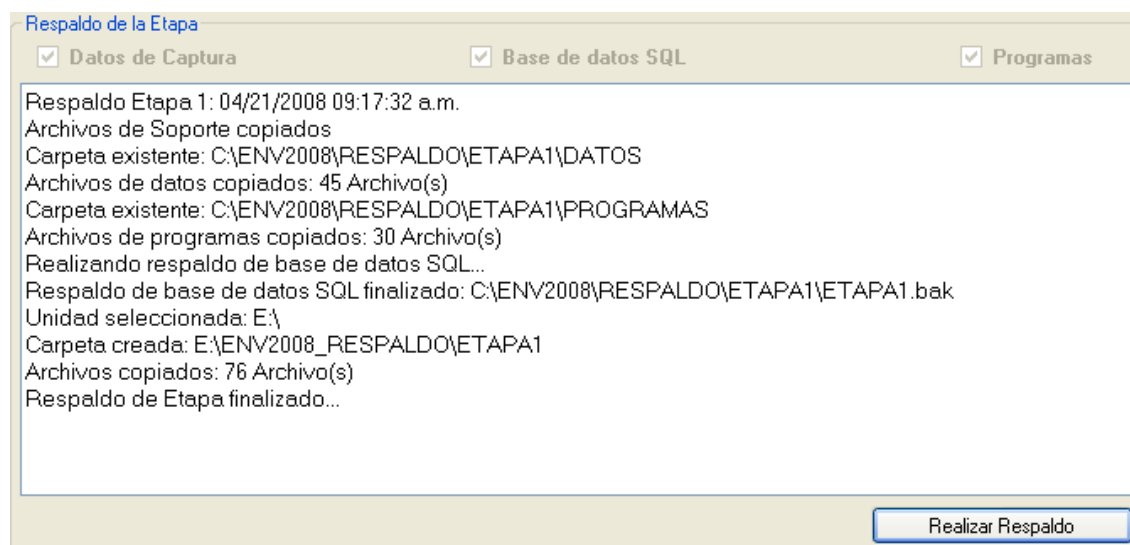 Respaldo de la Etapa
Datos de Captura Base de datos SQL Programas
Respaldo Etapa 1: 04/21/2008 09:17:32 a.m.
Archivos de Soporte copiados
Carpeta existente: C:\ENV2008\RESPALDO\ETAPA1\DATOS
Archivos de datos copiados: 45 Archivo(s)
Carpeta existente: C:\ENV2008\RESPALDO\ETAPA1\PROGRAMAS
Archivos de programas copiados: 30 Archivo(s)
Realizando respaldo de base de datos SQL...
Respaldo de base de datos SQL finalizado: C:\ENV2008\RESPALDO\ETAPA1\ETAPA1.bak
Unidad seleccionada: E:\
Carpeta creada: E:\ENV2008_RESPALDO\ETAPA1
Archivos copiados: 76 Archivo(s)
Respaldo de Etapa finalizado...
Realizar Respaldo